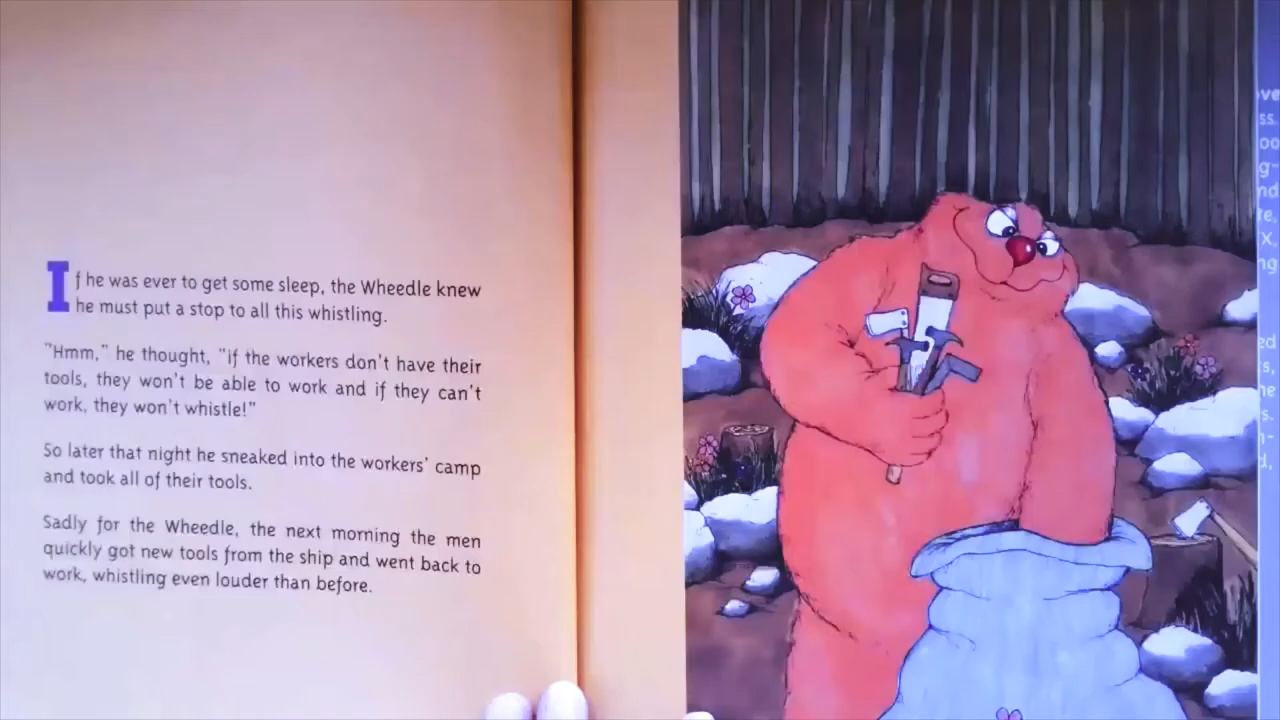 If he was ever to get some sleep, the Wheedle knew
he must put a stop to all this whistling.
"Hmm," he thought, "if the workers don't have their
tools, they won't be able to work and if they can't
work, they won't whistle!"
So later that night he sneaked into the workers' camp
and took all of their tools.
Sadly for the Wheedle, the next morning the men
quickly got new tools from the ship and went back to
work, whistling even louder than before.